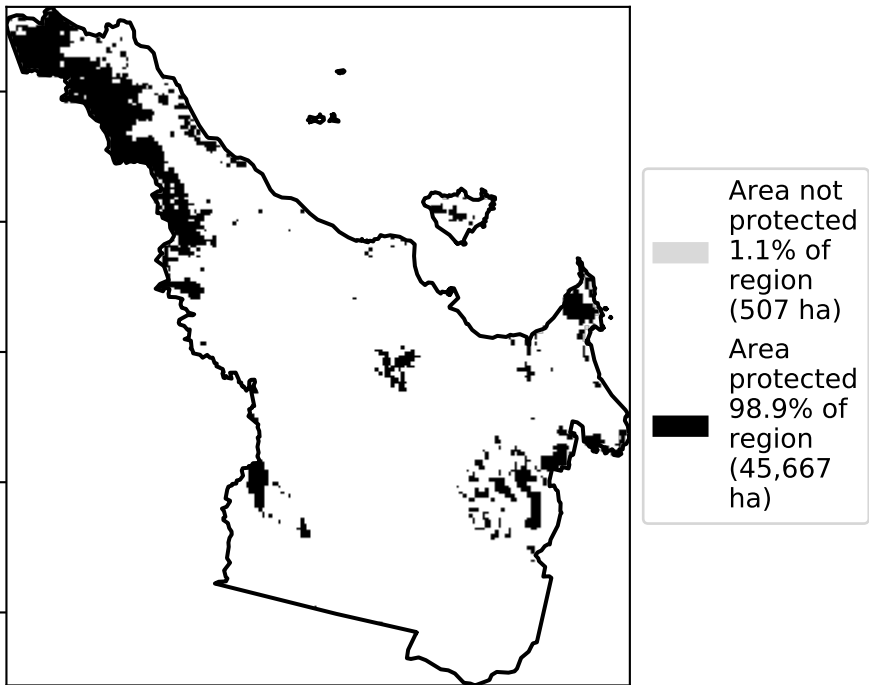 Area not
protected
1.1% of
region
(507 ha)
Area
protected
98.9% of
region
(45,667
ha)